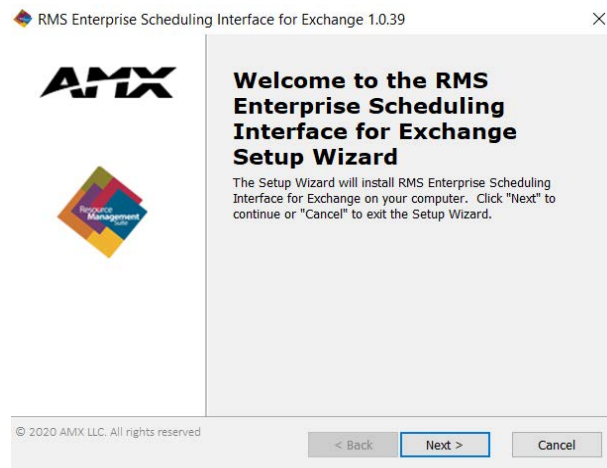 RMS Enterprise Scheduling Interface for Exchange 1.0.39
AMX
Welcome to the RMS
Enterprise Scheduling
Interface for Exchange
Setup Wizard
The Setup Wizard will install RMS Enterprise Scheduling
Interface for Exchange on your computer.  Click "Next" to
continue or "Cancel" to exit the Setup Wizard.
Resource
Management
Suite
© 2020 AMX LLC. All rights reserved
< Back
Next >
Cancel